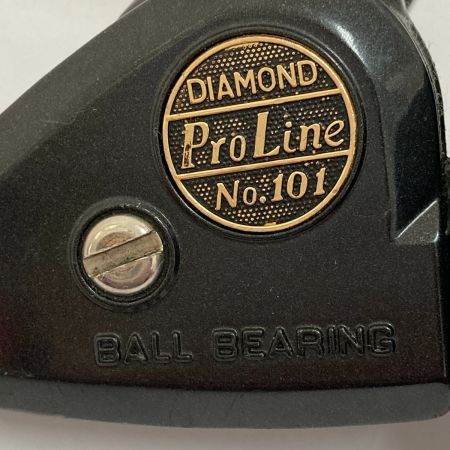 DIAMOND
ProLine
No.101
BALL BEARING